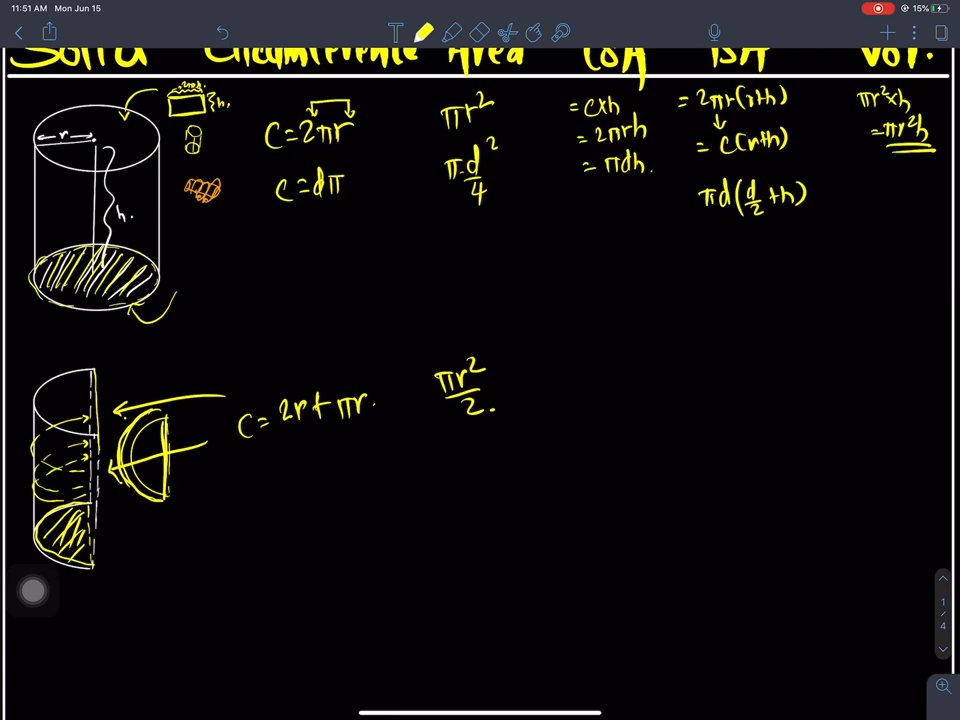 11:51 AM Mon Jun 15
15%
Solid Circumference Area CSA TSA Vol.
r
h.
}h.
C=2πr
C=dπ
πr²
π.d²/4
= C×h
= 2πrh
= πdh.
= 2πr(r+h)
= C(r+h)
πd(d/2+h)
πr²×h
=πr²h
C=2r+πr.
πr²/2.
1
/
4